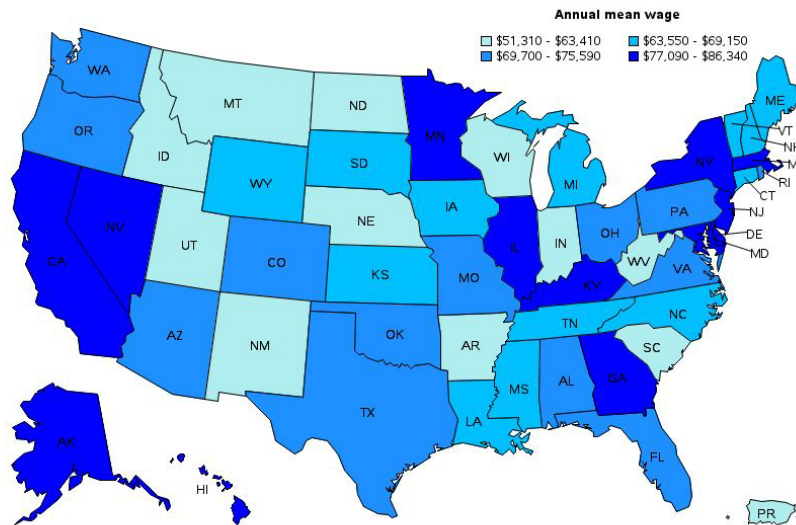 Annual mean wage
$51,310 - $63,410 $63,550 - $69,150
$69,700 - $75,590 $77,090 - $86,340
WA
MT
ND
MN
ME
VT
NH
OR
ID
SD
WI
NY
M
RI
CT
WY
MI
IA
PA
NJ
NE
NV
UT
IL
IN
OH
DE
MD
CA
CO
KS
MO
WV
VA
KY
NC
TN
AZ
NM
OK
AR
SC
MS
AL
GA
TX
LA
FL
AK
HI
PR